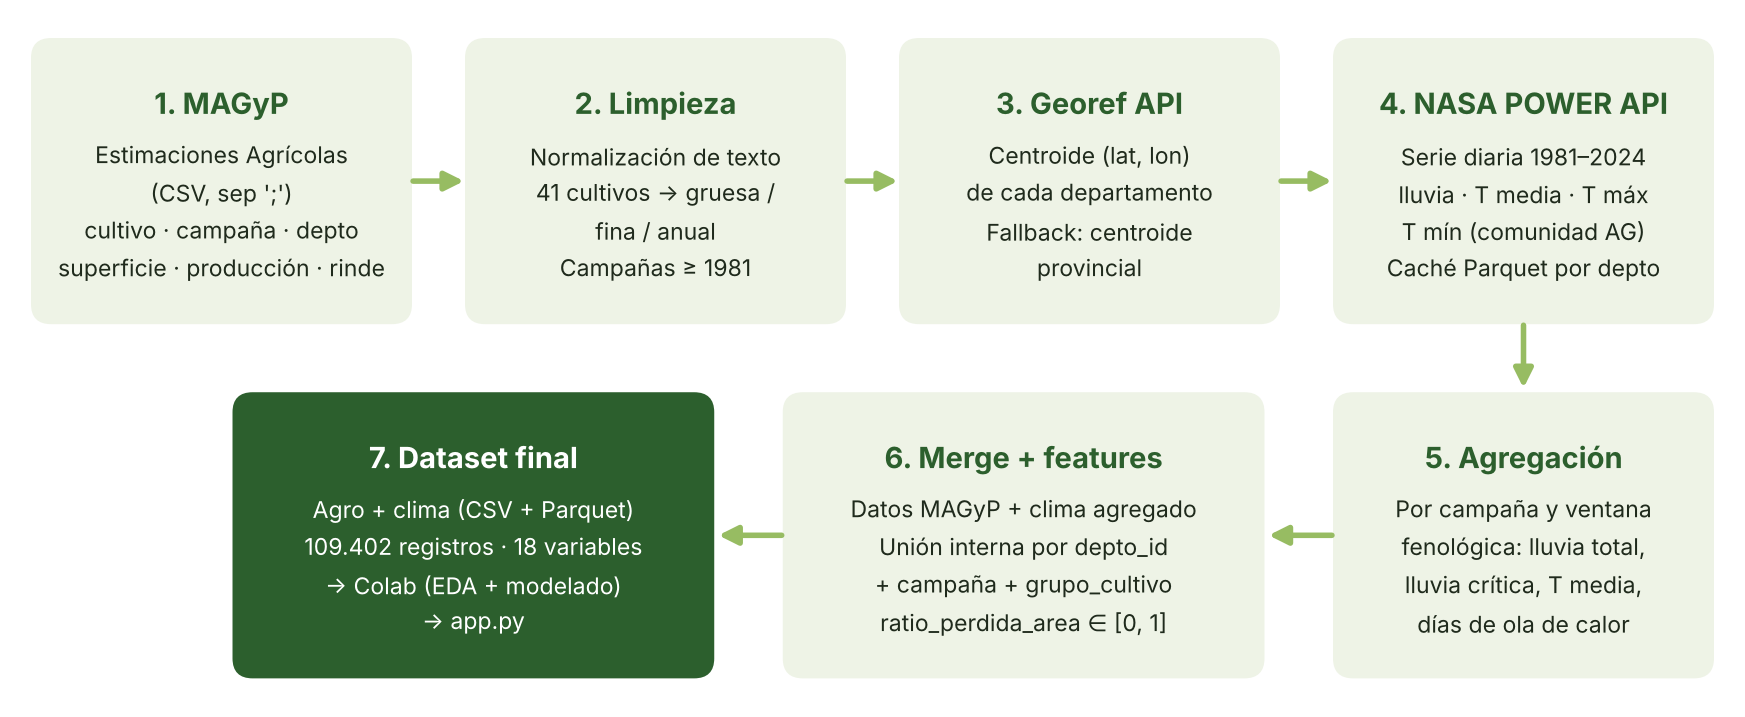 1. MAGyP
Estimaciones Agrícolas
(CSV, sep ';')
cultivo · campaña · depto
superficie · producción · rinde
2. Limpieza
Normalización de texto
41 cultivos → gruesa /
fina / anual
Campañas ≥ 1981
3. Georef API
Centroide (lat, lon)
de cada departamento
Fallback: centroide
provincial
4. NASA POWER API
Serie diaria 1981–2024
lluvia · T media · T máx
T mín (comunidad AG)
Caché Parquet por depto
5. Agregación
Por campaña y ventana
fenológica: lluvia total,
lluvia crítica, T media,
días de ola de calor
6. Merge + features
Datos MAGyP + clima agregado
Unión interna por depto_id
+ campaña + grupo_cultivo
ratio_perdida_area ∈ [0, 1]
7. Dataset final
Agro + clima (CSV + Parquet)
109.402 registros · 18 variables
→ Colab (EDA + modelado)
→ app.py